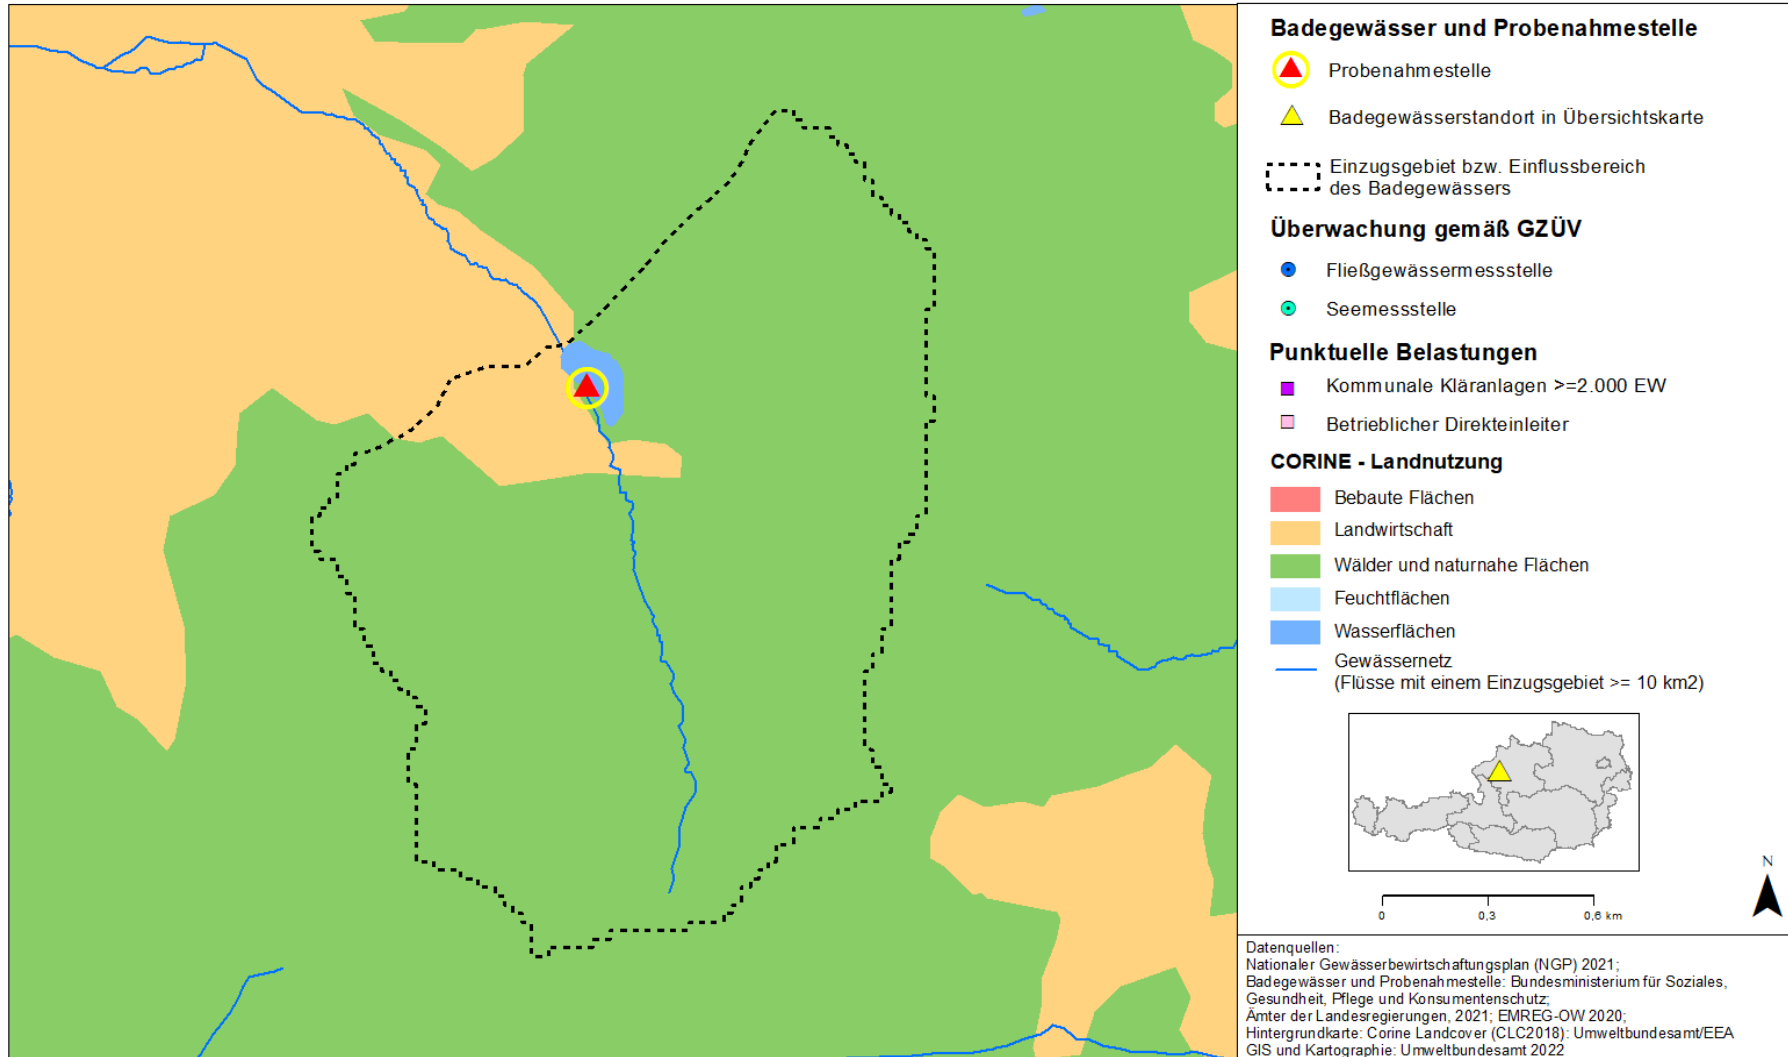 Badegewässer und Probenahmestelle
Probenahmestelle
Badegewässerstandort in Übersichtskarte
Einzugsgebiet bzw. Einflussbereich
des Badegewässers
Überwachung gemäß GZÜV
Fließgewässermessstelle
Seemessstelle
Punktuelle Belastungen
Kommunale Kläranlagen >=2.000 EW
Betrieblicher Direkteinleiter
CORINE - Landnutzung
Bebaute Flächen
Landwirtschaft
Wälder und naturnahe Flächen
Feuchtflächen
Wasserflächen
Gewässernetz
(Flüsse mit einem Einzugsgebiet >= 10 km2)
N
0 0,3 0,6 km
Datenquellen:
Nationaler Gewässerbewirtschaftungsplan (NGP) 2021;
Badegewässer und Probenahmestelle: Bundesministerium für Soziales,
Gesundheit, Pflege und Konsumentenschutz;
Ämter der Landesregierungen, 2021; EMREG-OW 2020;
Hintergrundkarte: Corine Landcover (CLC2018): Umweltbundesamt/EEA
GIS und Kartographie: Umweltbundesamt 2022